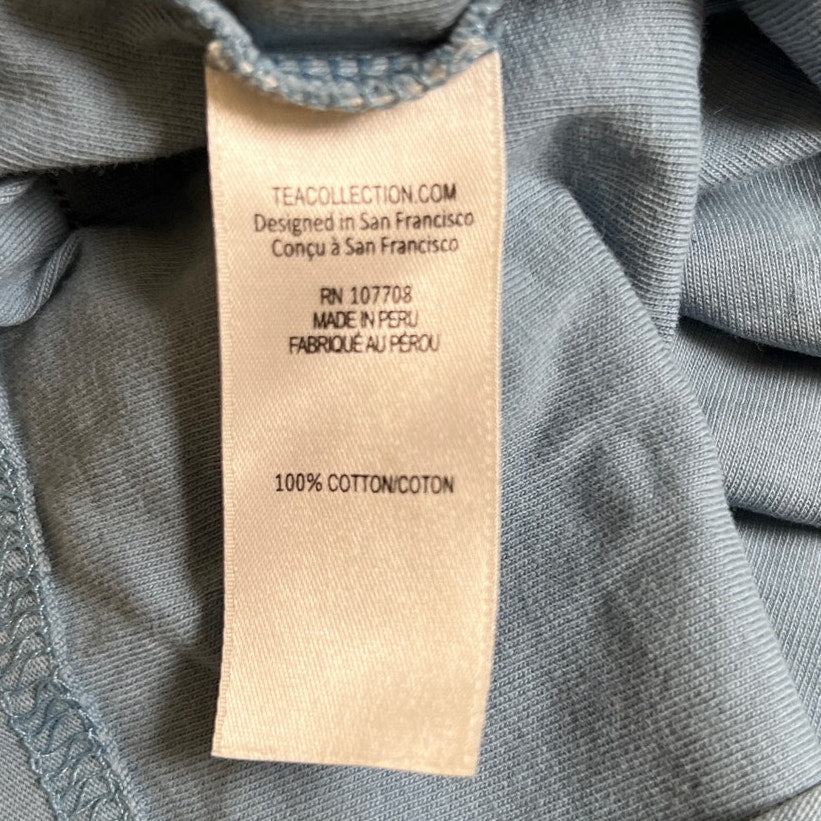 TEACOLLECTION.COM
Designed in San Francisco
Conçu à San Francisco
RN 107708
MADE IN PERU
FABRIQUÉ AU PÉROU
100% COTTON/COTON